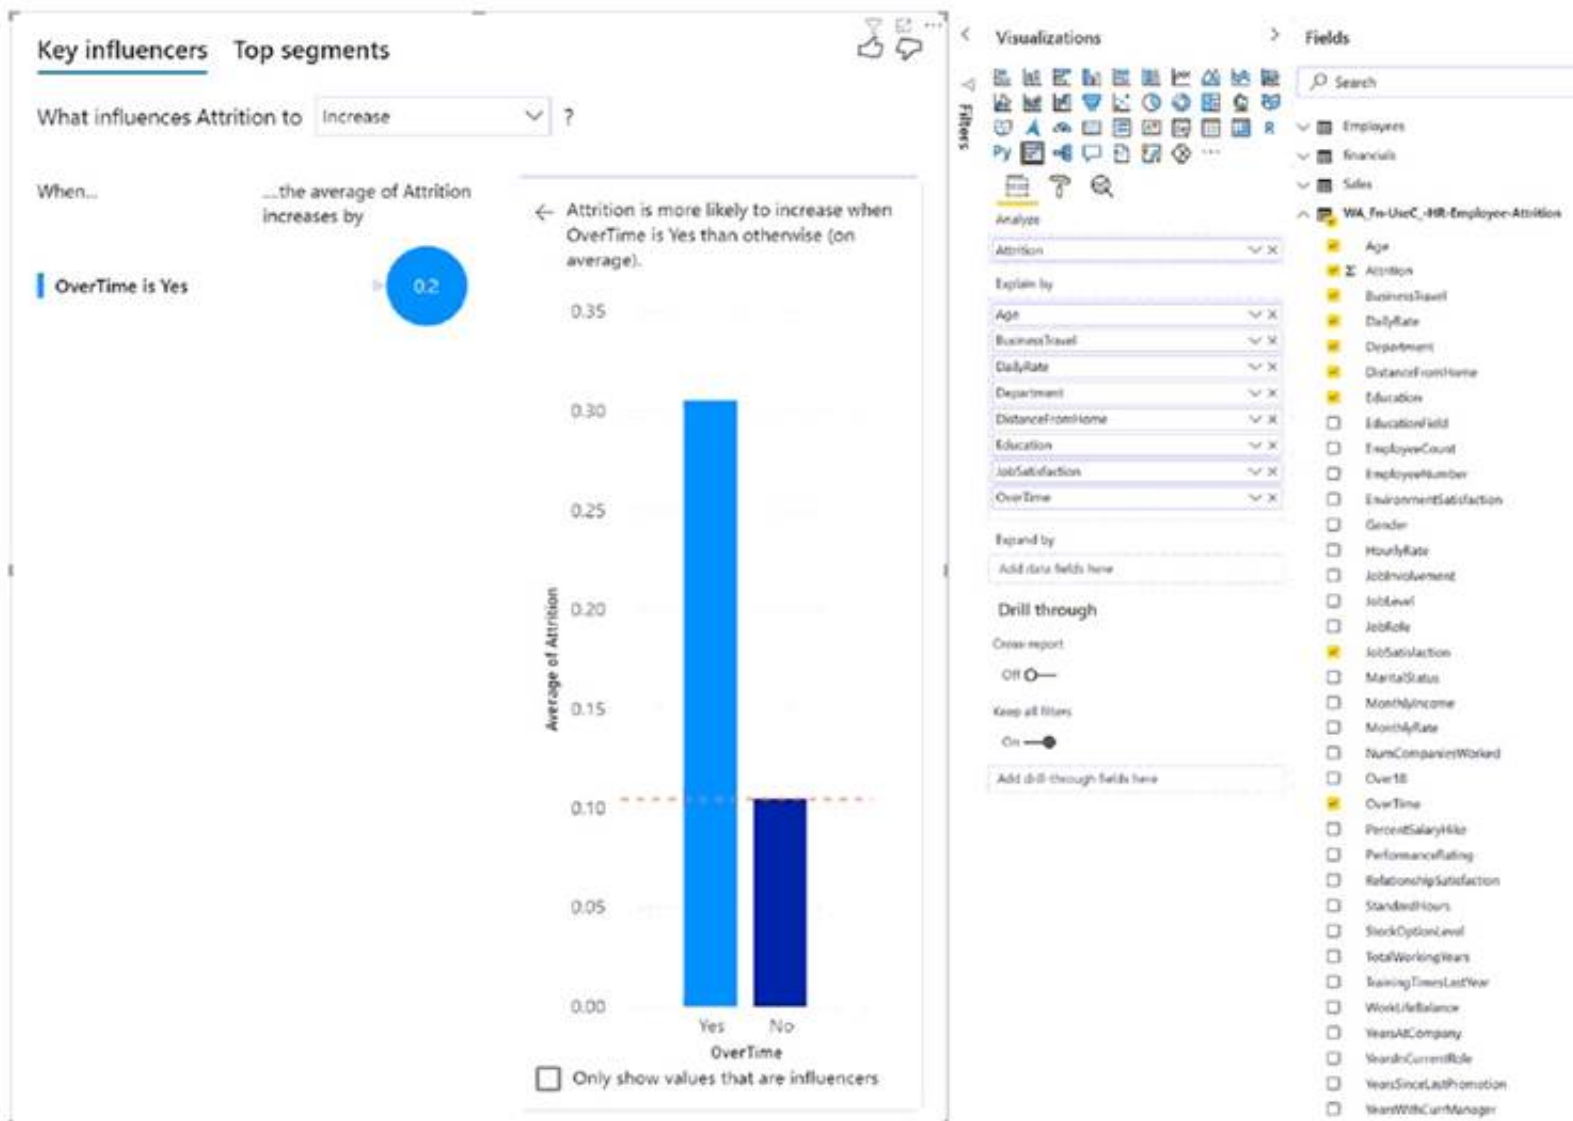 Key influencers Top segments
What influences Attrition to Increase ?
When...
....the average of Attrition
increases by
OverTime is Yes
0.2
Attrition is more likely to increase when
OverTime is Yes than otherwise (on
average).
0.35
0.30
0.25
0.20
0.15
0.10
0.05
0.00
Average of Attrition
Yes No
OverTime
Only show values that are influencers
Filters
Visualizations
R
Py
Analyze
Attrition
Explain by
Age
BusinessTravel
DailyRate
Department
DistanceFromHome
Education
JobSatisfaction
OverTime
Expand by
Add data fields here
Drill through
Cross-report
Off
Keep all filters
On
Add drill-through fields here
Fields
Search
Employees
financials
Sales
WA_Fn-UseC_-HR-Employee-Attrition
Age
Σ Attrition
BusinessTravel
DailyRate
Department
DistanceFromHome
Education
EducationField
EmployeeCount
EmployeeNumber
EnvironmentSatisfaction
Gender
HourlyRate
JobInvolvement
JobLevel
JobRole
JobSatisfaction
MaritalStatus
MonthlyIncome
MonthlyRate
NumCompaniesWorked
Over18
OverTime
PercentSalaryHike
PerformanceRating
RelationshipSatisfaction
StandardHours
StockOptionLevel
TotalWorkingYears
TrainingTimesLastYear
WorkLifeBalance
YearsAtCompany
YearsInCurrentRole
YearsSinceLastPromotion
YearsWithCurrManager